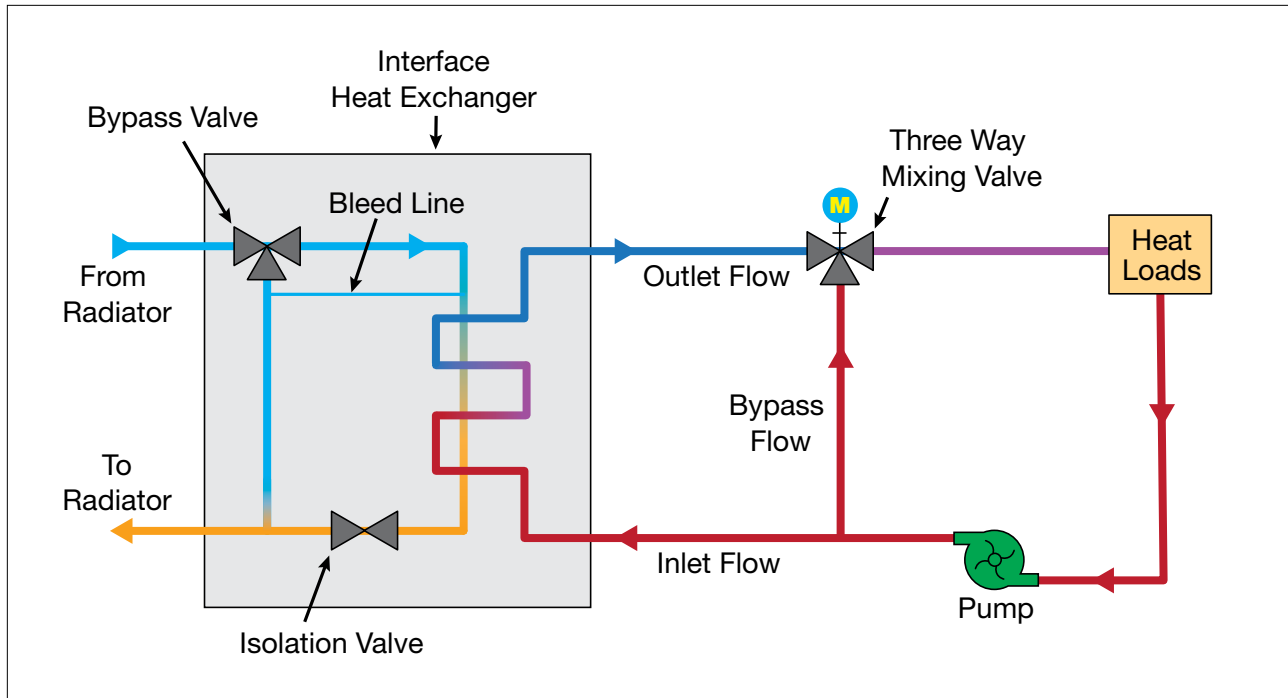 Interface
Heat Exchanger
Bypass Valve
Three Way
Mixing Valve
Bleed Line
M
From
Radiator
Outlet Flow
Heat
Loads
Bypass
Flow
To
Radiator
Inlet Flow
Pump
Isolation Valve